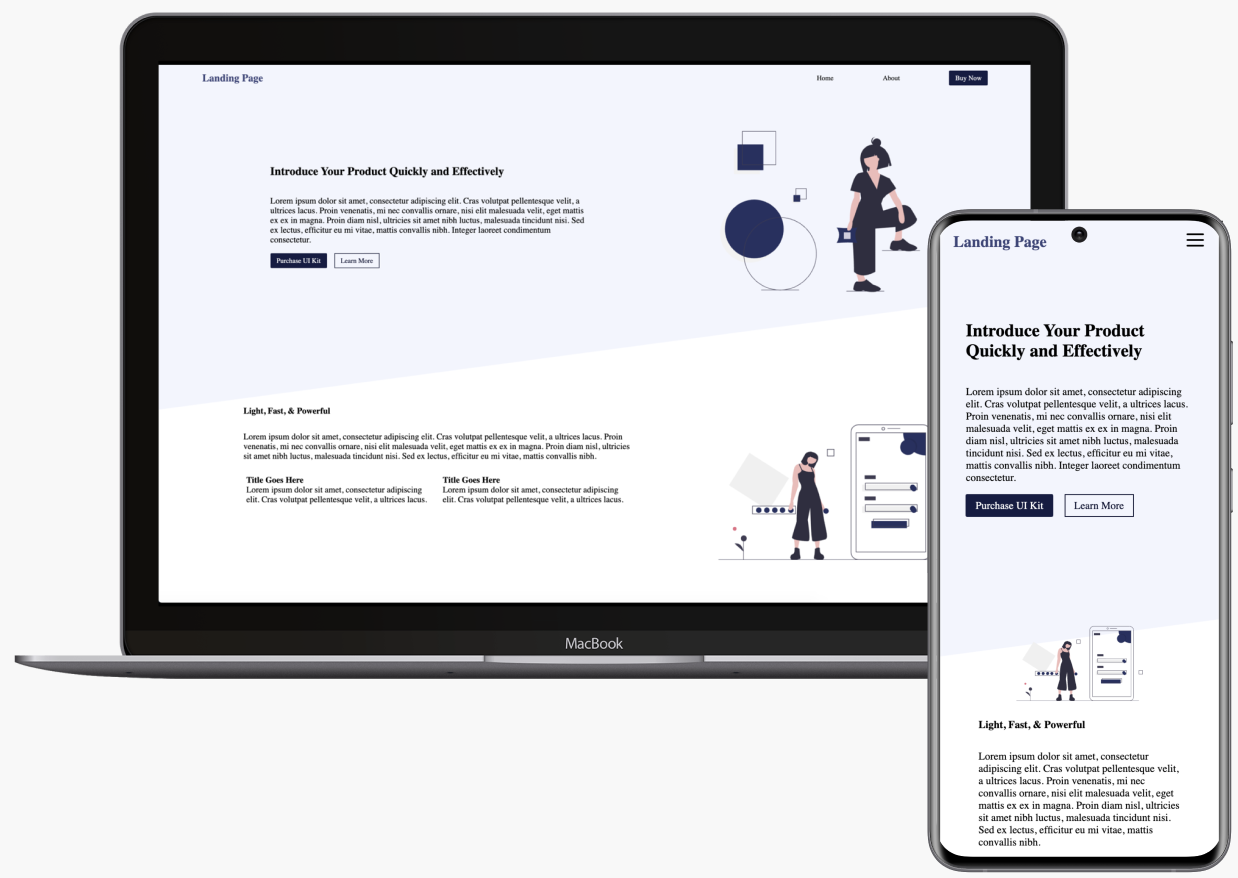 Landing Page
Home
About
Buy Now
Introduce Your Product Quickly and Effectively
Lorem ipsum dolor sit amet, consectetur adipiscing elit. Cras volutpat pellentesque velit, a
ultrices lacus. Proin venenatis, mi nec convallis ornare, nisi elit malesuada velit, eget mattis
ex ex in magna. Proin diam nisl, ultricies sit amet nibh luctus, malesuada tincidunt nisi. Sed
ex lectus, efficitur eu mi vitae, mattis convallis nibh. Integer laoreet condimentum
consectetur.
Purchase UI Kit
Learn More
Light, Fast, & Powerful
Lorem ipsum dolor sit amet, consectetur adipiscing elit. Cras volutpat pellentesque velit, a ultrices lacus. Proin
venenatis, mi nec convallis ornare, nisi elit malesuada velit, eget mattis ex ex in magna. Proin diam nisl, ultricies
sit amet nibh luctus, malesuada tincidunt nisi. Sed ex lectus, efficitur eu mi vitae, mattis convallis nibh.
Title Goes Here
Lorem ipsum dolor sit amet, consectetur adipiscing
elit. Cras volutpat pellentesque velit, a ultrices lacus.
Title Goes Here
Lorem ipsum dolor sit amet, consectetur adipiscing
elit. Cras volutpat pellentesque velit, a ultrices lacus.
MacBook
Landing Page
Introduce Your Product
Quickly and Effectively
Lorem ipsum dolor sit amet, consectetur adipiscing
elit. Cras volutpat pellentesque velit, a ultrices lacus.
Proin venenatis, mi nec convallis ornare, nisi elit
malesuada velit, eget mattis ex ex in magna. Proin
diam nisl, ultricies sit amet nibh luctus, malesuada
tincidunt nisi. Sed ex lectus, efficitur eu mi vitae,
mattis convallis nibh. Integer laoreet condimentum
consectetur.
Purchase UI Kit
Learn More
Light, Fast, & Powerful
Lorem ipsum dolor sit amet, consectetur
adipiscing elit. Cras volutpat pellentesque velit,
a ultrices lacus. Proin venenatis, mi nec
convallis ornare, nisi elit malesuada velit, eget
mattis ex ex in magna. Proin diam nisl, ultricies
sit amet nibh luctus, malesuada tincidunt nisi.
Sed ex lectus, efficitur eu mi vitae, mattis
convallis nibh.